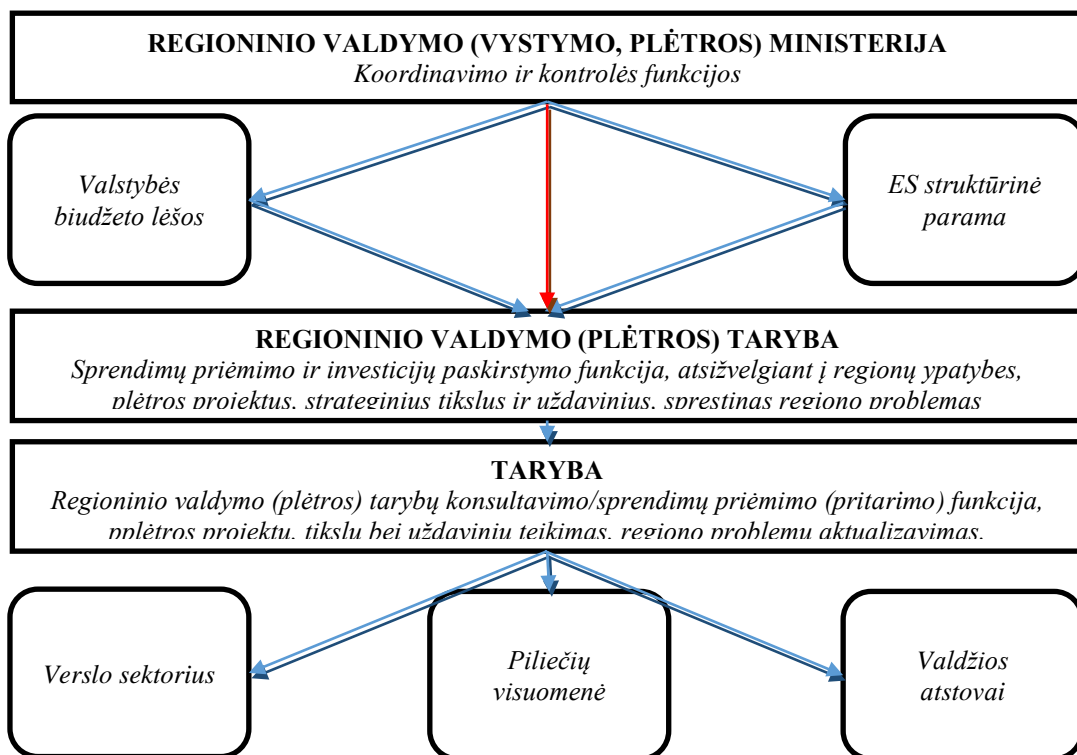 REGIONINIO VALDYMO (VYSTYMO, PLĖTROS) MINISTERIJA
Koordinavimo ir kontrolės funkcijos
Valstybės
biudžeto lėšos
ES struktūrinė
parama
REGIONINIO VALDYMO (PLĖTROS) TARYBA
Sprendimų priėmimo ir investicijų paskirstymo funkcija, atsižvelgiant į regionų ypatybes,
plėtros projektus, strateginius tikslus ir uždavinius, spręstinas regiono problemas
TARYBA
Regioninio valdymo (plėtros) tarybų konsultavimo/sprendimų priėmimo (pritarimo) funkcija,
pplėtros projektų, tikslų bei uždavinių teikimas, regiono problemų aktualizavimas.
Verslo sektorius
Piliečių
visuomenė
Valdžios
atstovai